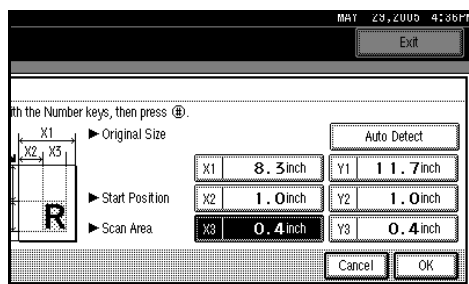 MAY 29,2005 4:36PM
Exit
ith the Number keys, then press #.
X1 ► Original Size Auto Detect
X2 X3
X1 8.3inch Y1 11.7inch
► Start Position X2 1.0inch Y2 1.0inch
R ► Scan Area X3 0.4inch Y3 0.4inch
Cancel OK